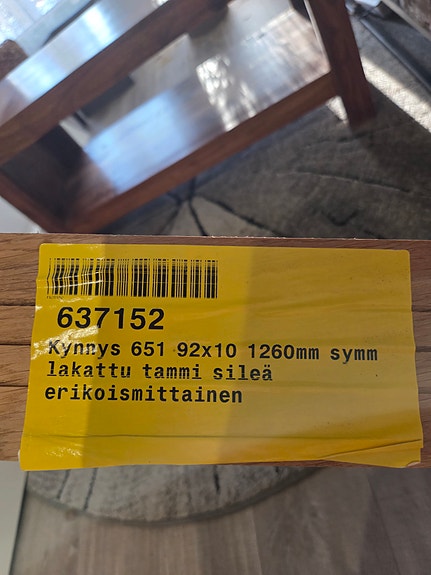 637152
Kynnys 651 92x10 1260mm symm
lakattu tammi sileä
erikoismittainen